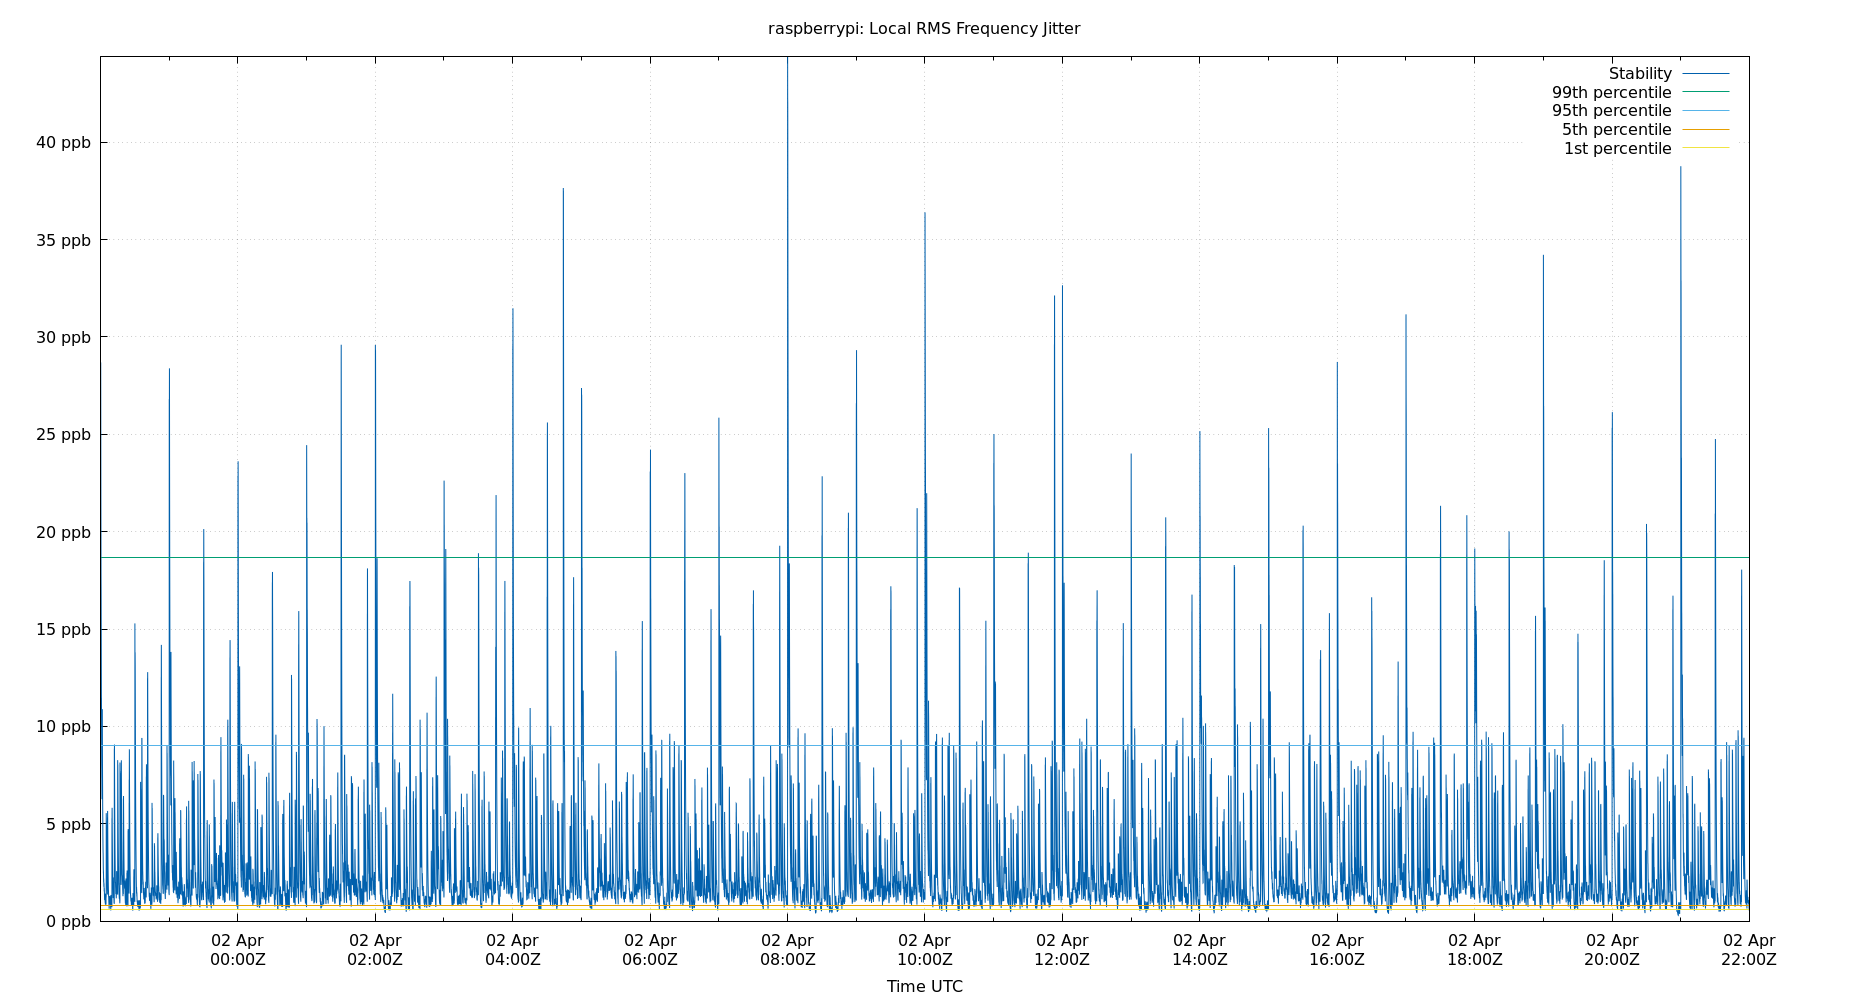 raspberrypi: Local RMS Frequency Jitter
Stability
99th percentile
95th percentile
5th percentile
1st percentile
40 ppb
35 ppb
30 ppb
25 ppb
20 ppb
15 ppb
10 ppb
5 ppb
0 ppb
02 Apr 02 Apr 02 Apr 02 Apr 02 Apr 02 Apr 02 Apr 02 Apr 02 Apr 02 Apr 02 Apr 02 Apr
00:00Z 02:00Z 04:00Z 06:00Z 08:00Z 10:00Z 12:00Z 14:00Z 16:00Z 18:00Z 20:00Z 22:00Z
Time UTC